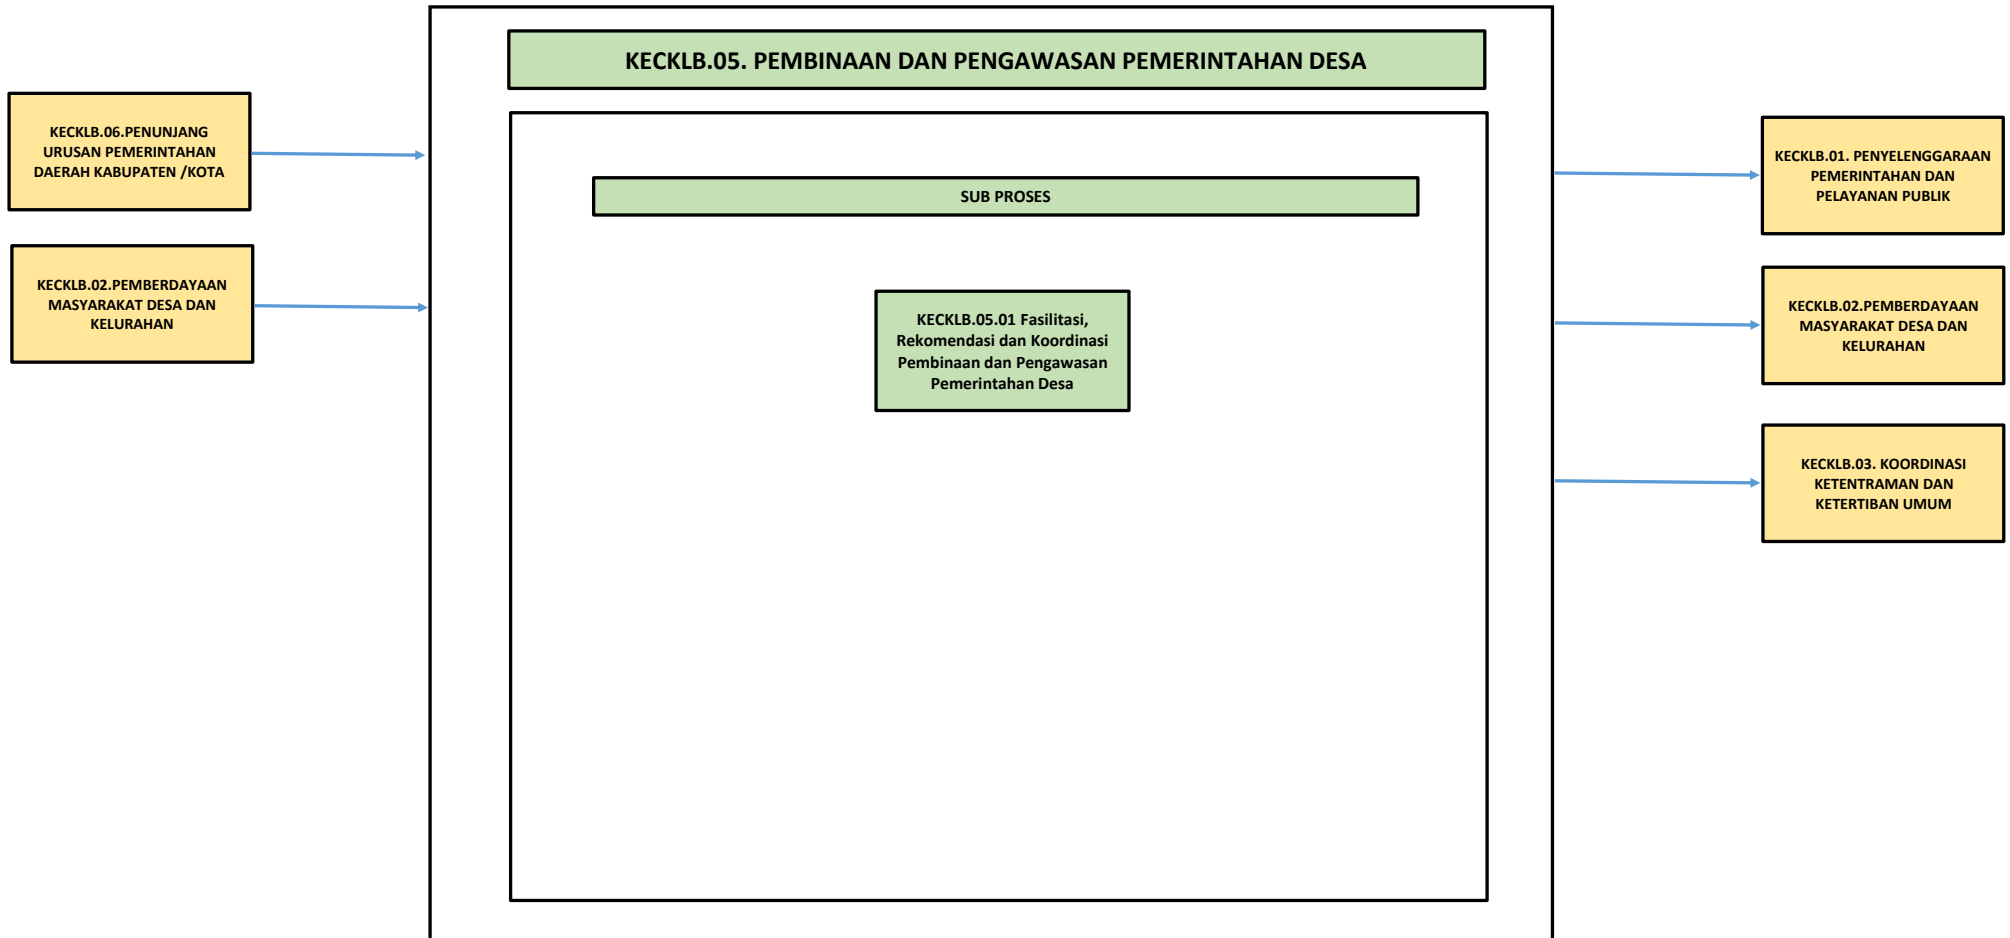 KECKLB.05. PEMBINAAN DAN PENGAWASAN PEMERINTAHAN DESA
KECKLB.06.PENUNJANG
URUSAN PEMERINTAHAN
DAERAH KABUPATEN /KOTA
KECKLB.02.PEMBERDAYAAN
MASYARAKAT DESA DAN
KELURAHAN
SUB PROSES
KECKLB.05.01 Fasilitasi,
Rekomendasi dan Koordinasi
Pembinaan dan Pengawasan
Pemerintahan Desa
KECKLB.01. PENYELENGGARAAN
PEMERINTAHAN DAN
PELAYANAN PUBLIK
KECKLB.02.PEMBERDAYAAN
MASYARAKAT DESA DAN
KELURAHAN
KECKLB.03. KOORDINASI
KETENTRAMAN DAN
KETERTIBAN UMUM